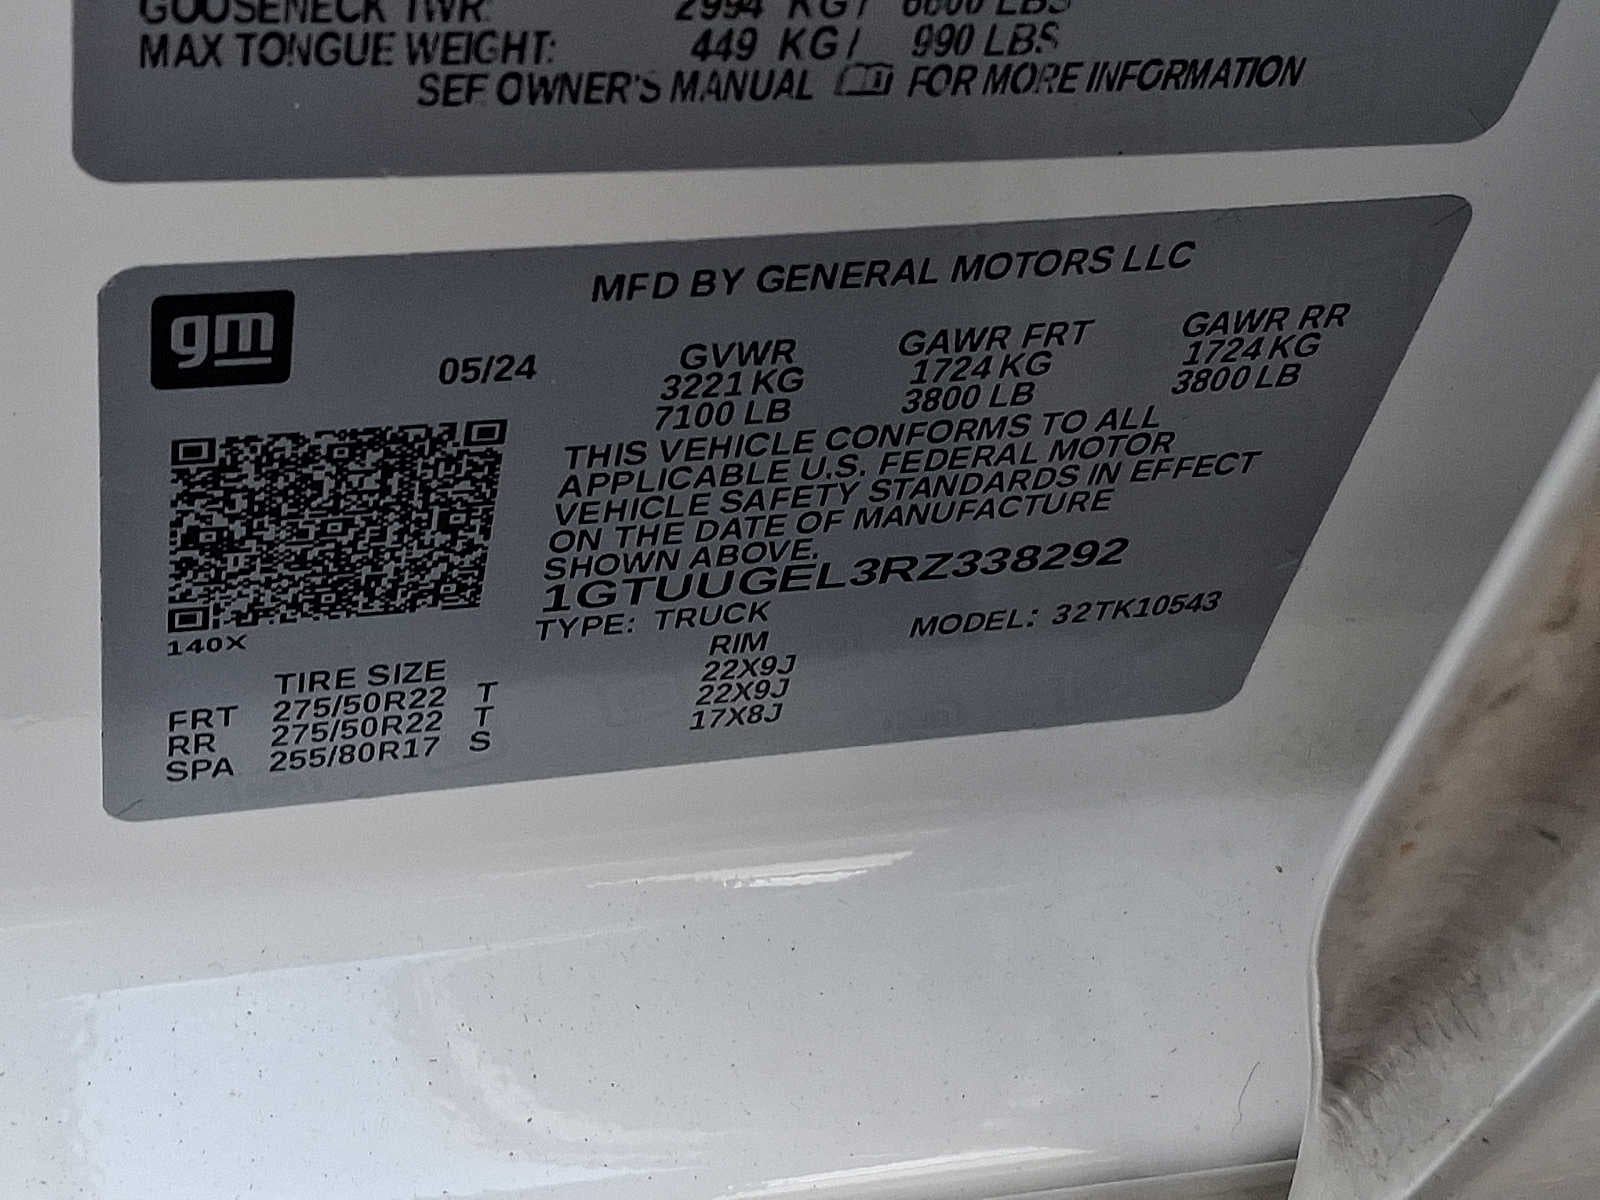 GOOSENECK TWR: 2994 KG / 6600 LBS
MAX TONGUE WEIGHT: 449 KG / 990 LBS
SEE OWNER'S MANUAL FOR MORE INFORMATION
gm
MFD BY GENERAL MOTORS LLC
05/24 GVWR GAWR FRT GAWR RR
3221 KG 1724 KG 1724 KG
7100 LB 3800 LB 3800 LB
THIS VEHICLE CONFORMS TO ALL
APPLICABLE U.S. FEDERAL MOTOR
VEHICLE SAFETY STANDARDS IN EFFECT
ON THE DATE OF MANUFACTURE
SHOWN ABOVE.
1GTUUGEL3RZ338292
TYPE: TRUCK MODEL: 32TK10543
140X
TIRE SIZE RIM
FRT 275/50R22 T 22X9J
RR 275/50R22 T 22X9J
SPA 255/80R17 S 17X8J